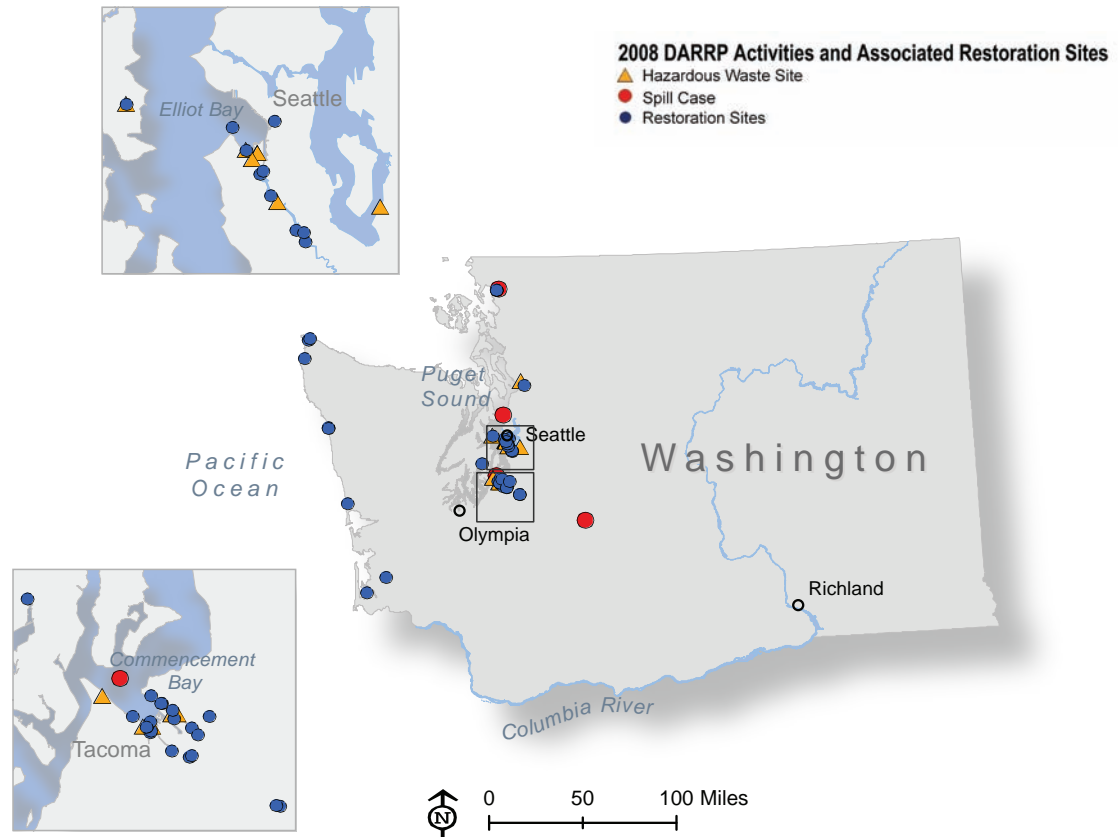 2008 DARRP Activities and Associated Restoration Sites
Hazardous Waste Site
Spill Case
Restoration Sites
Elliot Bay
Seattle
Puget
Sound
Seattle
Washington
Pacific
Ocean
Olympia
Richland
Commencement
Bay
Tacoma
Columbia River
N
0 50 100 Miles